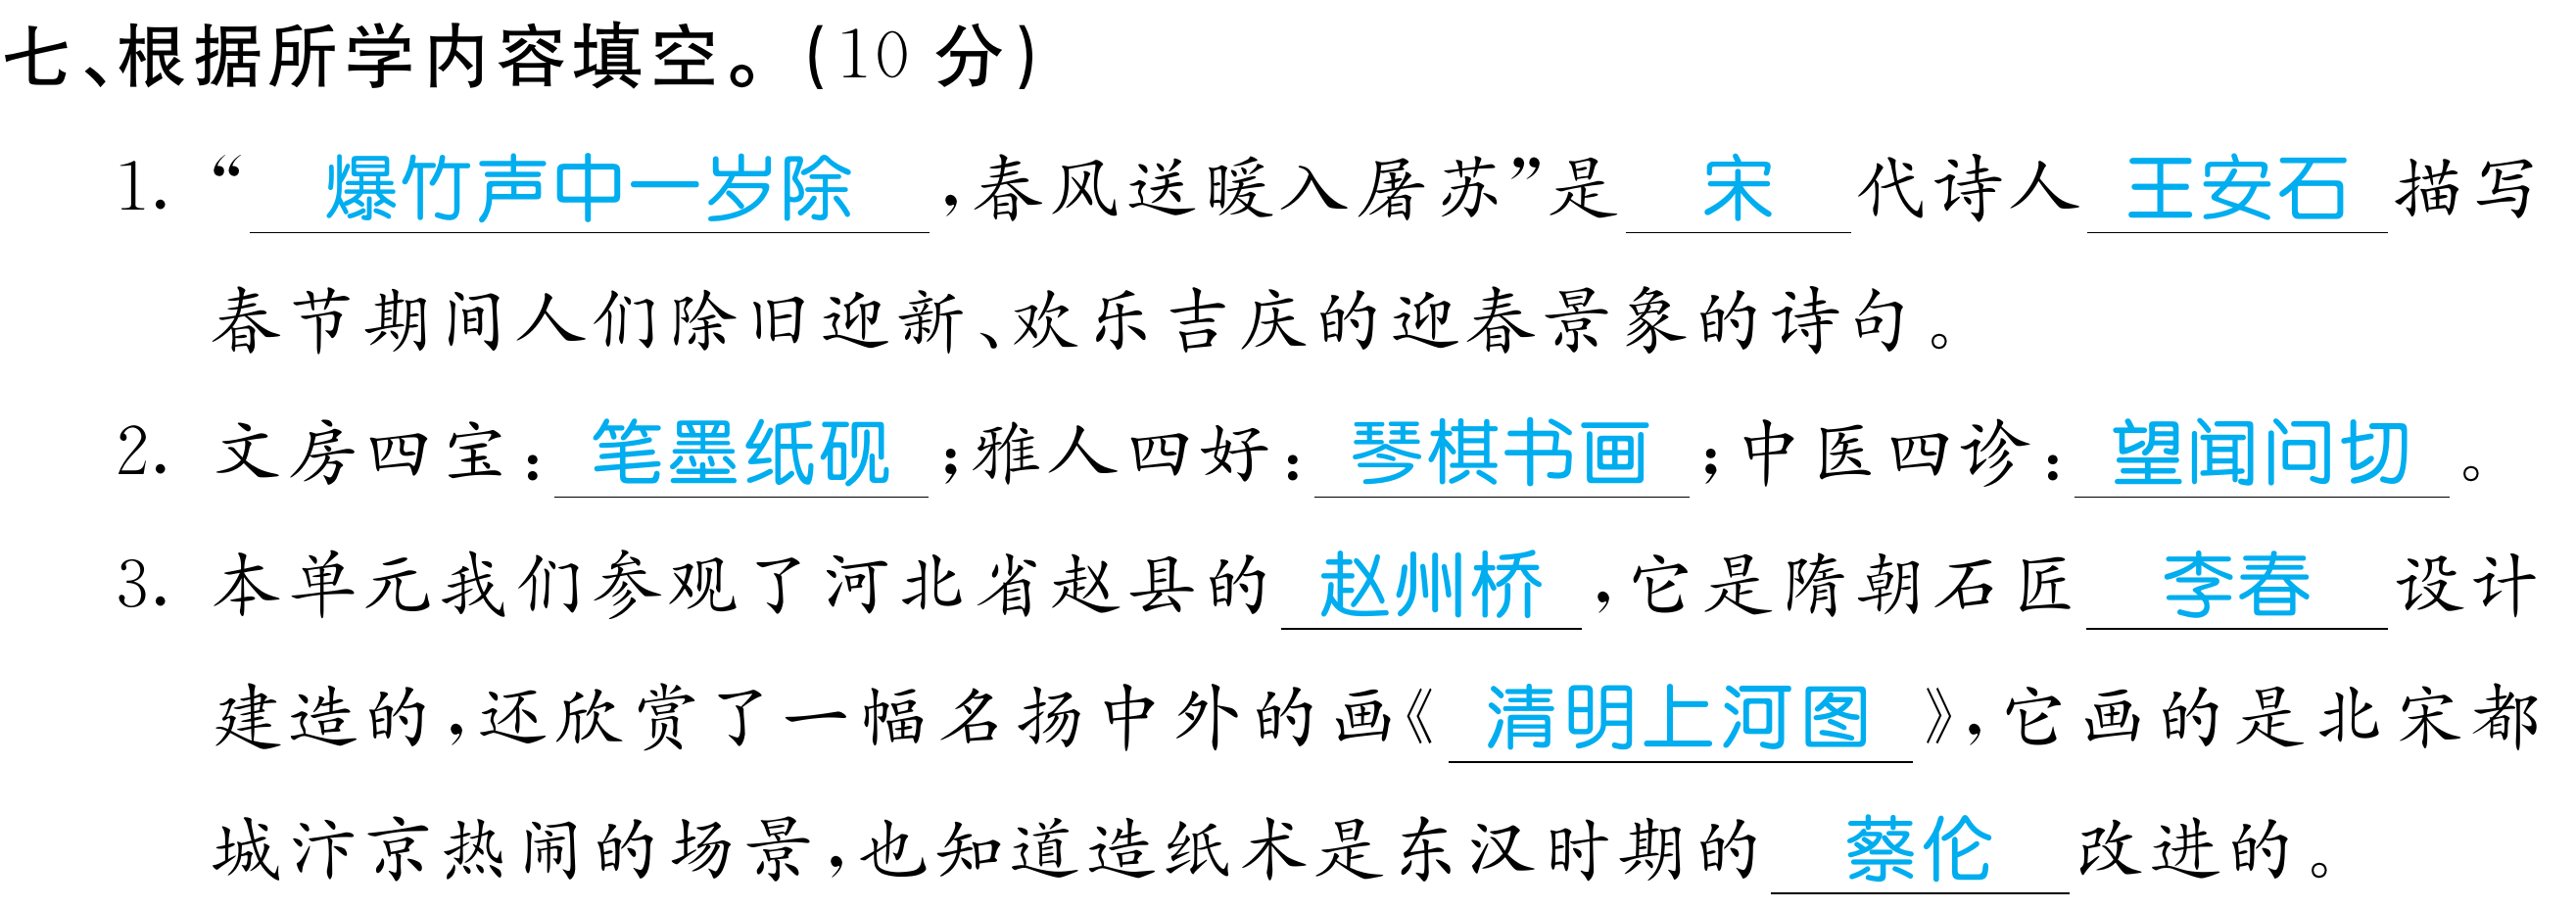 七、根据所学内容填空。(10 分)
1. “爆竹声中一岁除,春风送暖入屠苏”是 宋 代诗人 王安石 描写
春节期间人们除旧迎新、欢乐吉庆的迎春景象的诗句。
2. 文房四宝:笔墨纸砚;雅人四好:琴棋书画;中医四诊:望闻问切。
3. 本单元我们参观了河北省赵县的 赵州桥,它是隋朝石匠 李春 设计
建造的,还欣赏了一幅名扬中外的画《清明上河图》,它画的是北宋都
城汴京热闹的场景,也知道造纸术是东汉时期的 蔡伦 改进的。